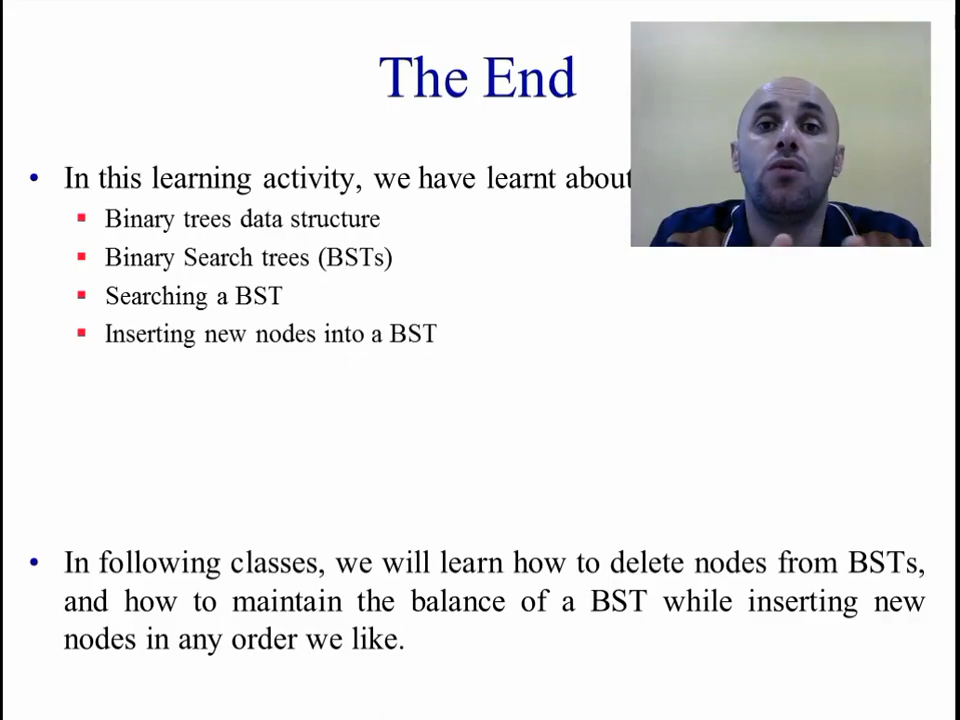 The End
• In this learning activity, we have learnt about
▪ Binary trees data structure
▪ Binary Search trees (BSTs)
▪ Searching a BST
▪ Inserting new nodes into a BST
• In following classes, we will learn how to delete nodes from BSTs,
and how to maintain the balance of a BST while inserting new
nodes in any order we like.